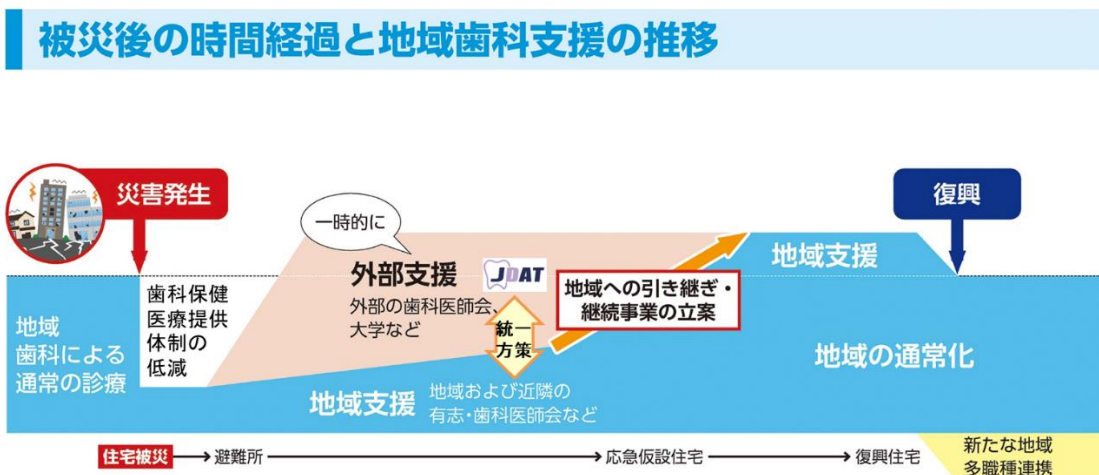 被災後の時間経過と地域歯科支援の推移
災害発生
復興
一時的に
外部支援
JDAT
外部の歯科医師会、
大学など
地域支援
地域への引き継ぎ・
継続事業の立案
歯科保健
医療提供
体制の
低減
地域
歯科による
通常の診療
統一
方策
地域の通常化
地域支援
地域および近隣の
有志・歯科医師会など
住宅被災
避難所
応急仮設住宅
復興住宅
新たな地域
多職種連携